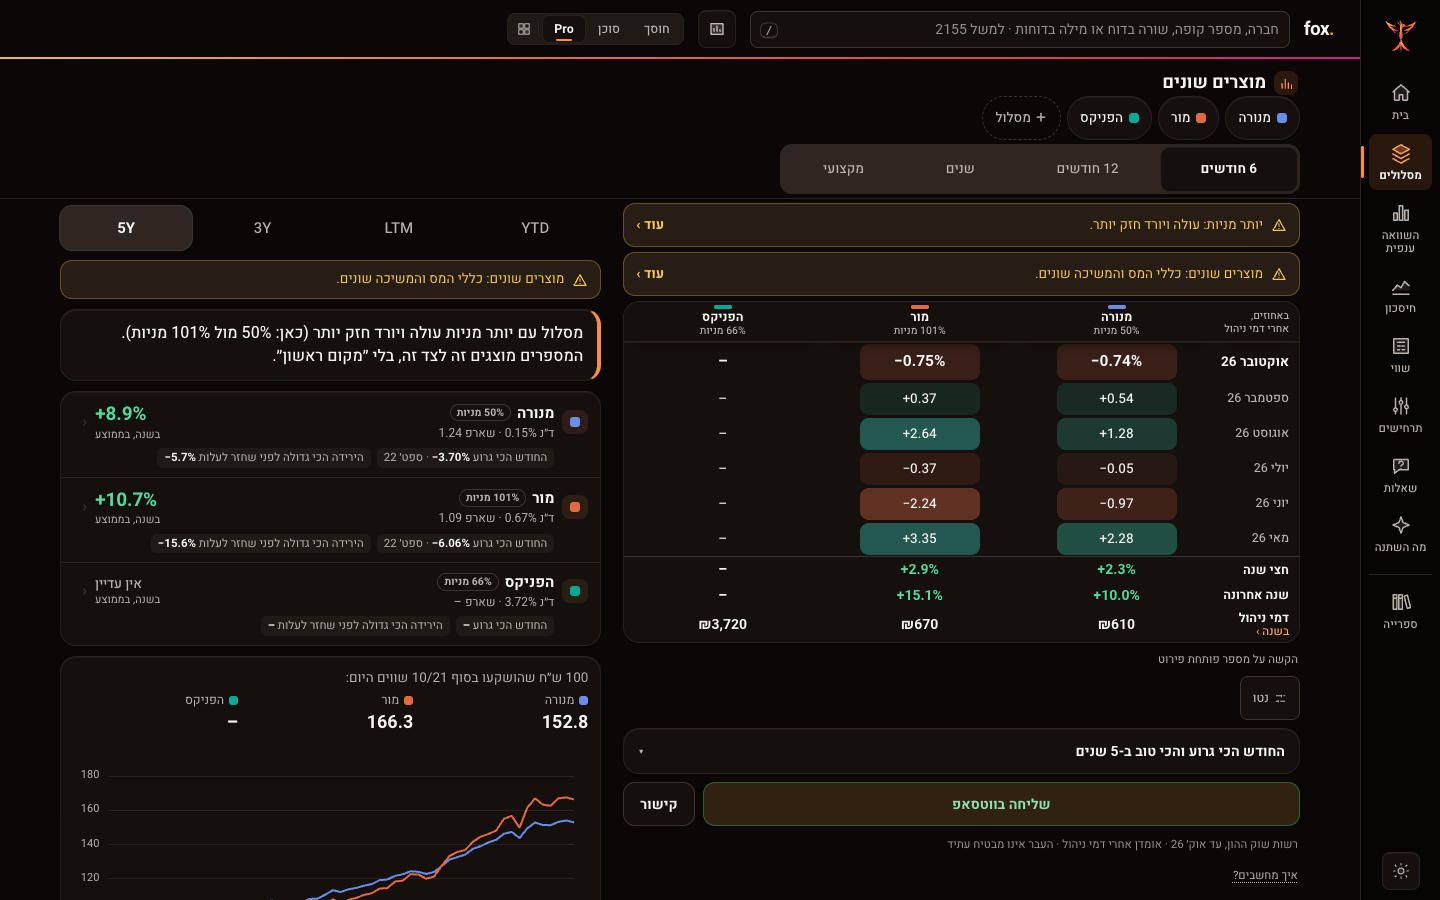 fox.
חברה, מספר קופה, שורה בדוח או מילה בדוחות · למשל 2155
/
חוסך
סוכן
Pro
בית
מסלולים
השוואה ענפית
חיסכון
שווי
תרחישים
שאלות
מה השתנה
ספרייה
מוצרים שונים
מנורה
מור
הפניקס
+ מסלול
6 חודשים
12 חודשים
שנים
מקצועי
יותר מניות: עולה ויורד חזק יותר.
עוד ›
מוצרים שונים: כללי המס והמשיכה שונים.
עוד ›
באחוזים, אחרי דמי ניהול
מנורה 50% מניות
מור 101% מניות
הפניקס 66% מניות
אוקטובר 26 −0.74% −0.75% –
ספטמבר 26 +0.54 +0.37 –
אוגוסט 26 +1.28 +2.64 –
יולי 26 −0.05 −0.37 –
יוני 26 −0.97 −2.24 –
מאי 26 +2.28 +3.35 –
חצי שנה +2.3% +2.9% –
שנה אחרונה +10.0% +15.1% –
דמי ניהול בשנה › ₪610 ₪670 ₪3,720
הקשה על מספר פותחת פירוט
נטו
החודש הכי גרוע והכי טוב ב-5 שנים
שליחה בווטסאפ
קישור
רשות שוק ההון, עד אוק׳ 26 · אומדן אחרי דמי ניהול · העבר אינו מבטיח עתיד
איך מחשבים?
YTD
LTM
3Y
5Y
מוצרים שונים: כללי המס והמשיכה שונים.
מסלול עם יותר מניות עולה ויורד חזק יותר (כאן: 50% מול 101% מניות).
המספרים מוצגים זה לצד זה, בלי ״מקום ראשון״.
מנורה 50% מניות
+8.9%
ד״נ 0.15% · שארפ 1.24
בשנה, בממוצע
החודש הכי גרוע −3.70% · ספט׳ 22
הירידה הכי גדולה לפני שחזר לעלות −5.7%
מור 101% מניות
+10.7%
ד״נ 0.67% · שארפ 1.09
בשנה, בממוצע
החודש הכי גרוע −6.06% · ספט׳ 22
הירידה הכי גדולה לפני שחזר לעלות −15.6%
הפניקס 66% מניות
אין עדיין
ד״נ 3.72% · שארפ –
בשנה, בממוצע
החודש הכי גרוע –
הירידה הכי גדולה לפני שחזר לעלות –
100 ש״ח שהושקעו בסוף 10/21 שווים היום:
מנורה
מור
הפניקס
152.8
166.3
–
180
160
140
120